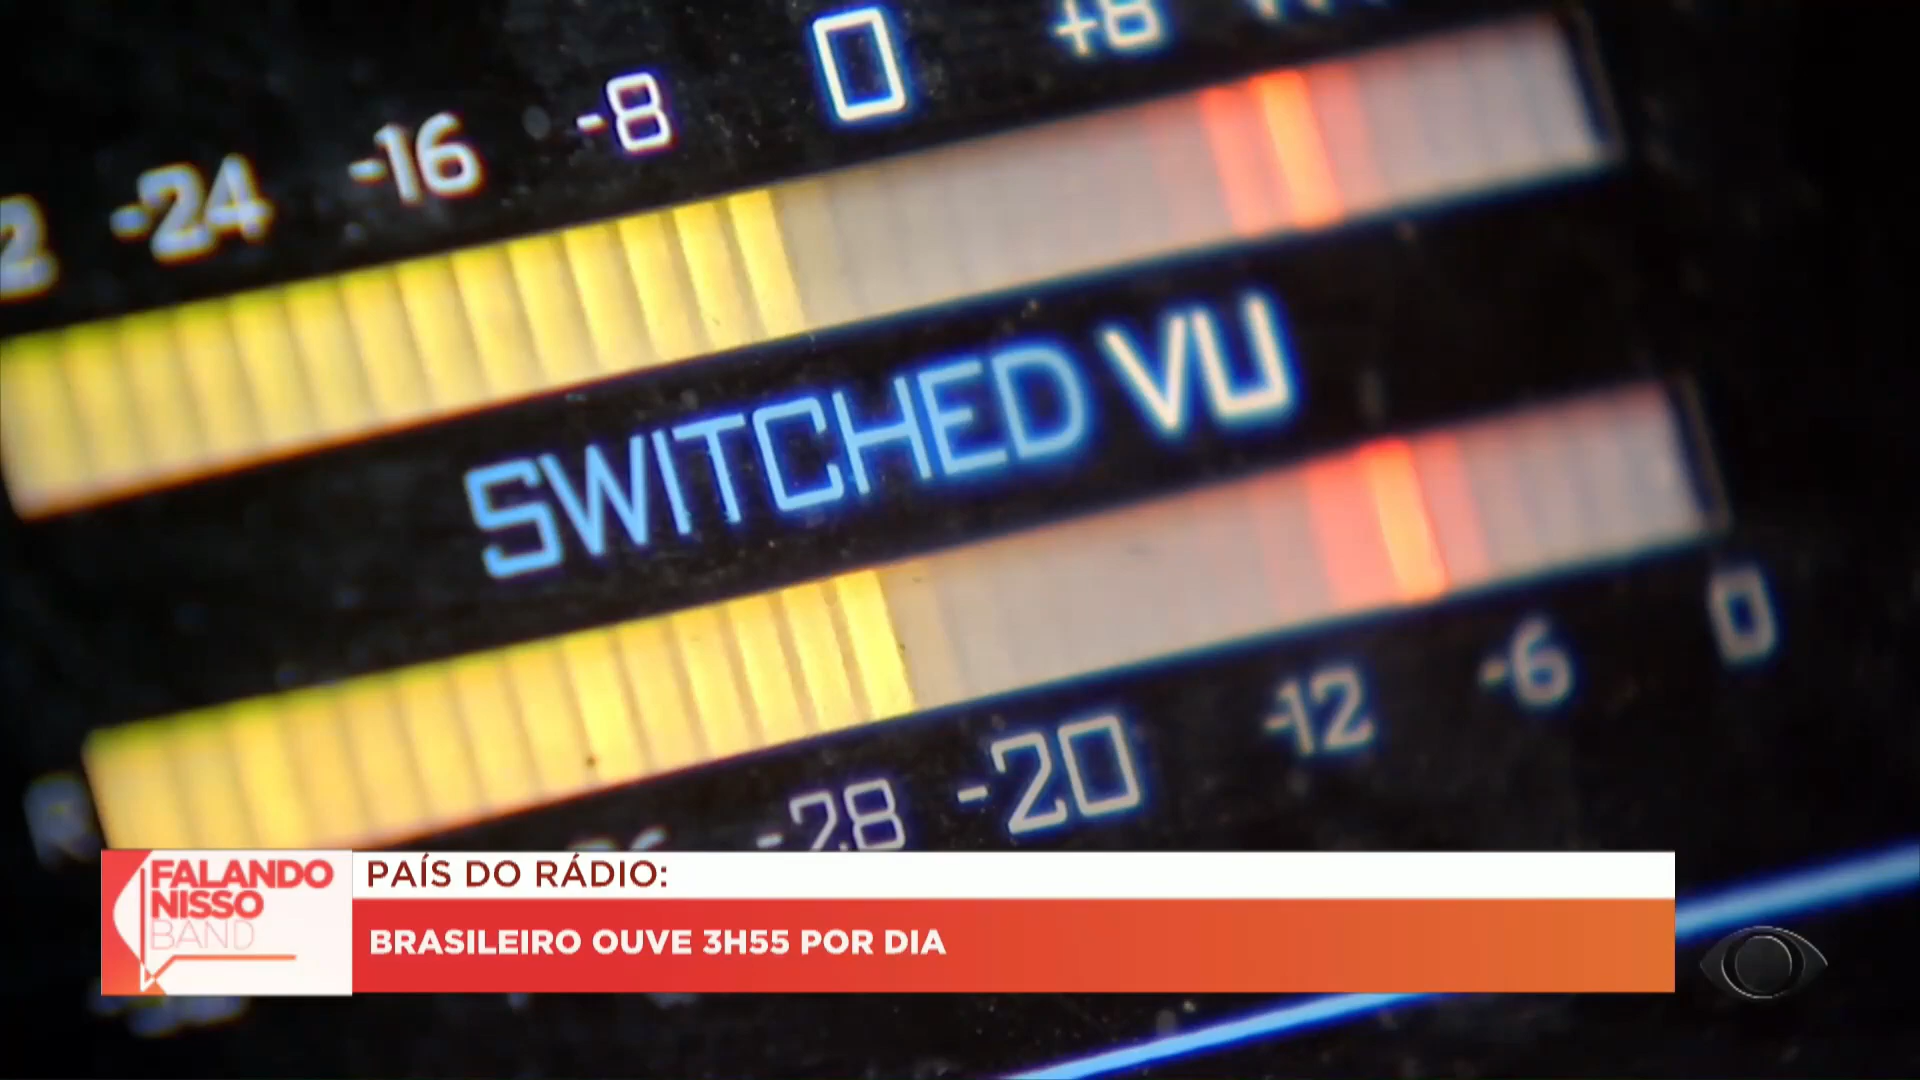 -24 -16 -8 0 +8
SWITCHED VU
-28 -20 -12 -6 0
R
FALANDO
NISSO
BAND
PAÍS DO RÁDIO:
BRASILEIRO OUVE 3H55 POR DIA